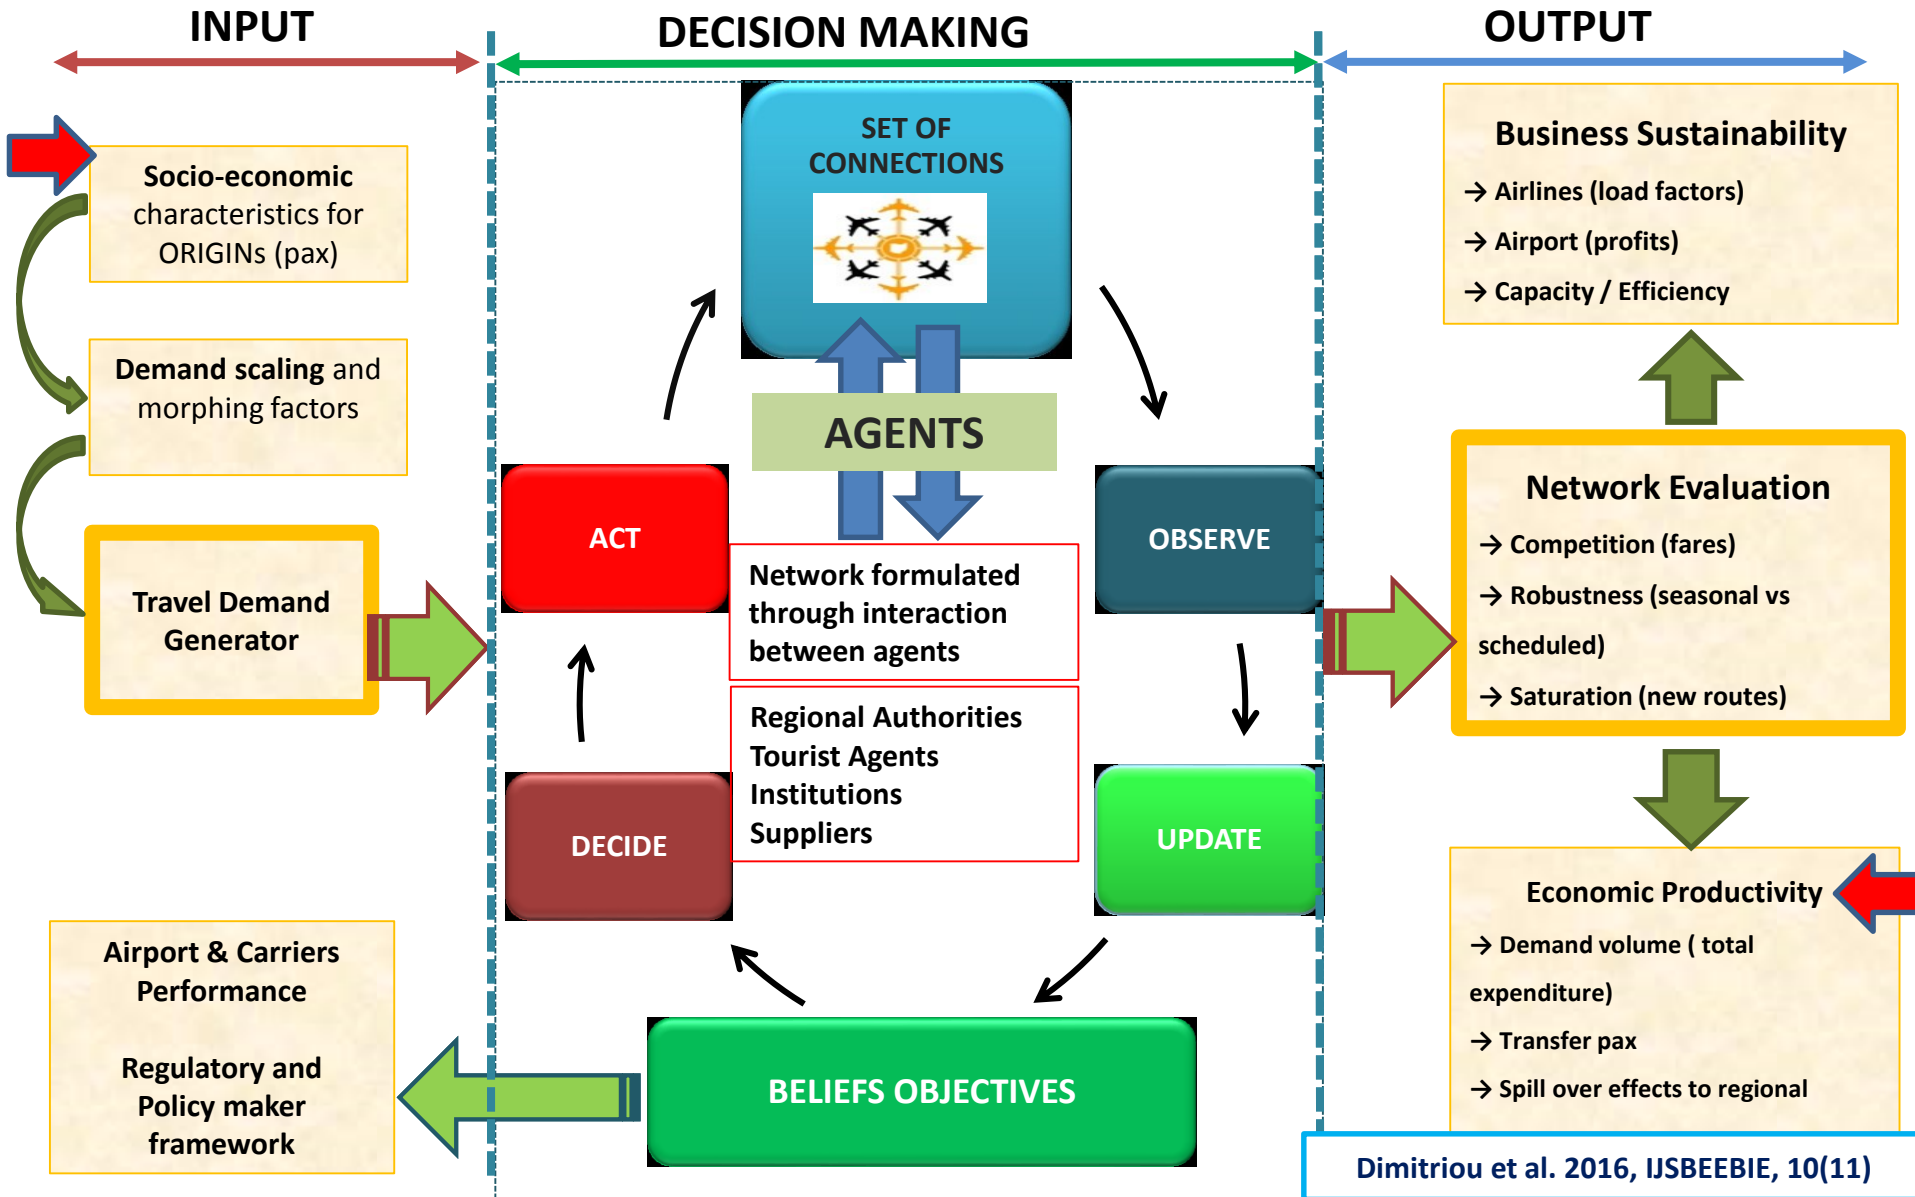 INPUT
DECISION MAKING
OUTPUT
Socio-economic
characteristics for
ORIGINs (pax)
Demand scaling and
morphing factors
Travel Demand
Generator
Airport & Carriers
Performance
Regulatory and
Policy maker
framework
SET OF
CONNECTIONS
AGENTS
ACT
OBSERVE
Network formulated
through interaction
between agents
Regional Authorities
Tourist Agents
Institutions
Suppliers
DECIDE
UPDATE
BELIEFS OBJECTIVES
Business Sustainability
→ Airlines (load factors)
→ Airport (profits)
→ Capacity / Efficiency
Network Evaluation
→ Competition (fares)
→ Robustness (seasonal vs
scheduled)
→ Saturation (new routes)
Economic Productivity
→ Demand volume ( total
expenditure)
→ Transfer pax
→ Spill over effects to regional
Dimitriou et al. 2016, IJSBEEBIE, 10(11)